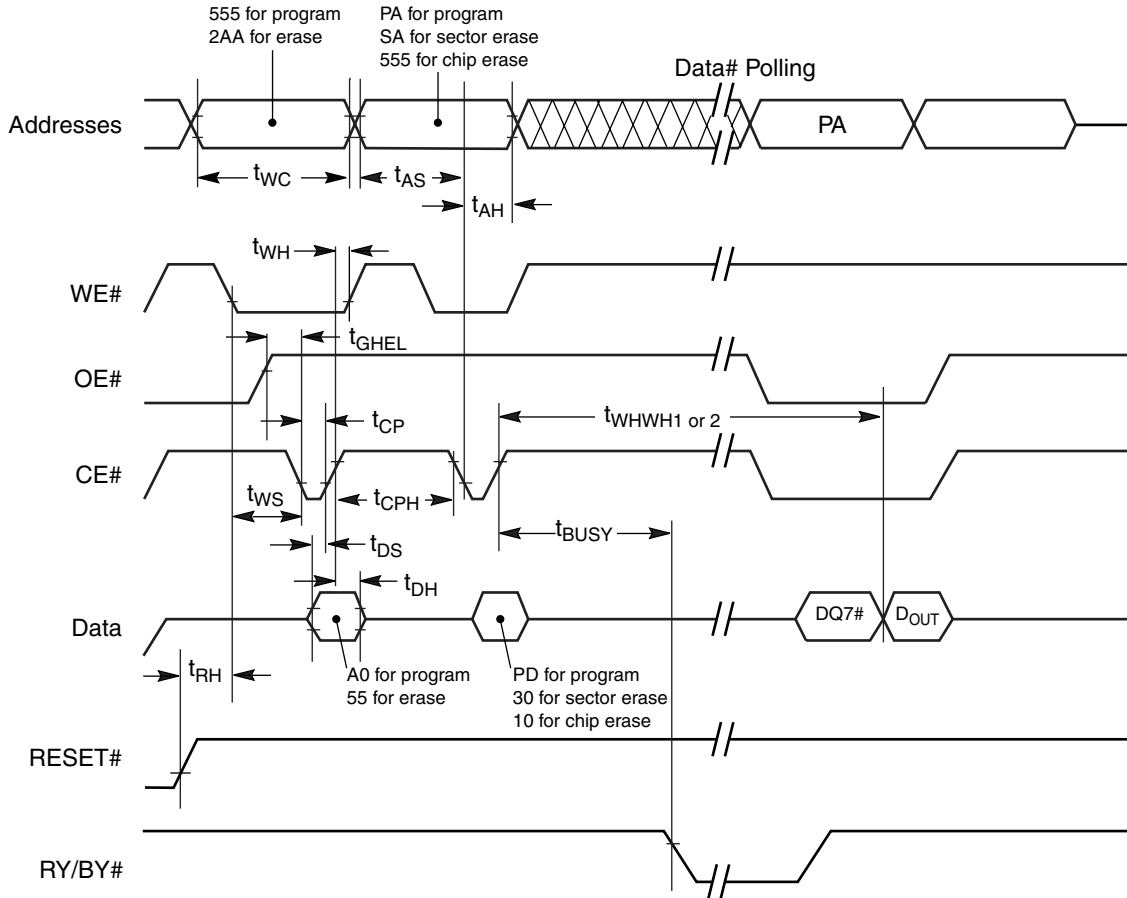 555 for program
2AA for erase
PA for program
SA for sector erase
555 for chip erase
Data# Polling
Addresses
PA
tWC
tAS
tAH
tWH
WE#
tGHEL
OE#
tCP
tWHWH1 or 2
CE#
tWS
tCPH
tBUSY
tDS
tDH
Data
DQ7#
DOUT
tRH
A0 for program
55 for erase
PD for program
30 for sector erase
10 for chip erase
RESET#
RY/BY#